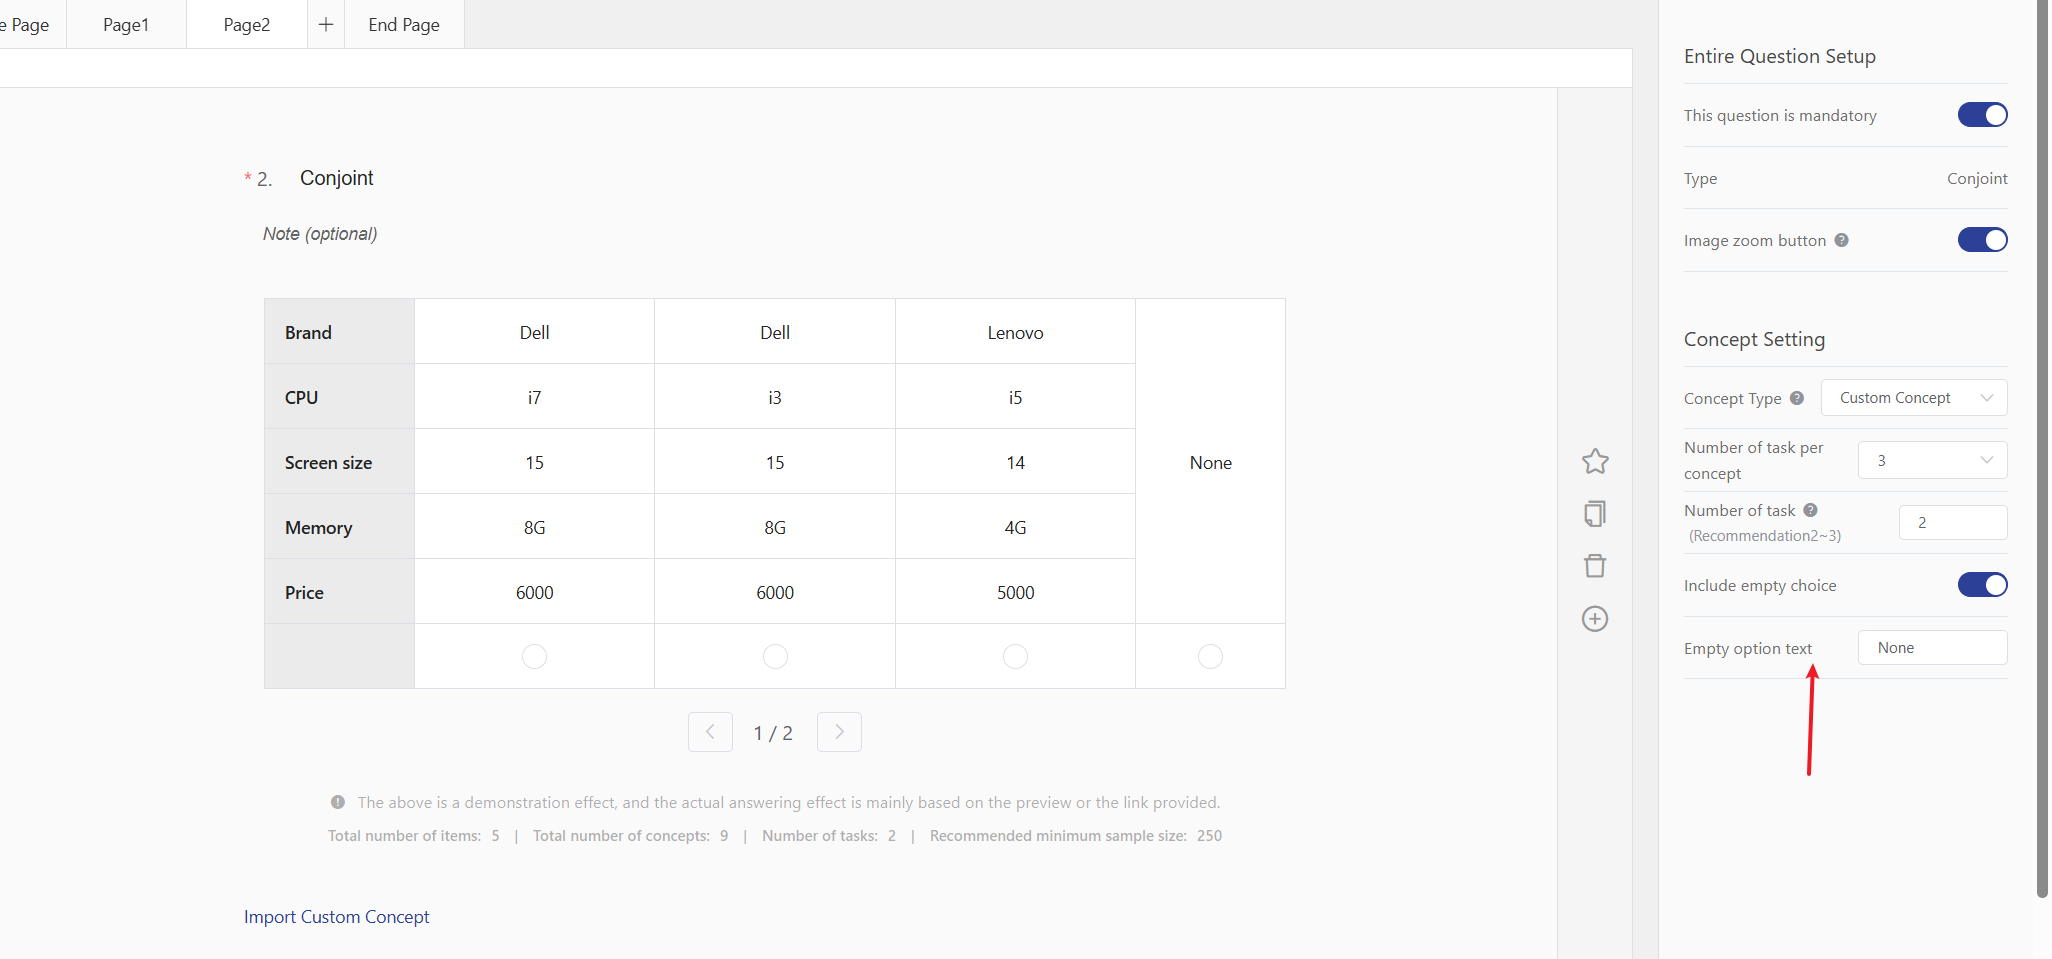 e Page Page1 Page2 End Page
* 2. Conjoint
Note (optional)
Brand Dell Dell Lenovo
CPU i7 i3 i5
Screen size 15 15 14 None
Memory 8G 8G 4G
Price 6000 6000 5000
1 / 2
The above is a demonstration effect, and the actual answering effect is mainly based on the preview or the link provided.
Total number of items: 5 | Total number of concepts: 9 | Number of tasks: 2 | Recommended minimum sample size: 250
Import Custom Concept
Entire Question Setup
This question is mandatory
Type Conjoint
Image zoom button ?
Concept Setting
Concept Type ? Custom Concept
Number of task per
concept 3
Number of task ?
(Recommendation2~3) 2
Include empty choice
Empty option text None